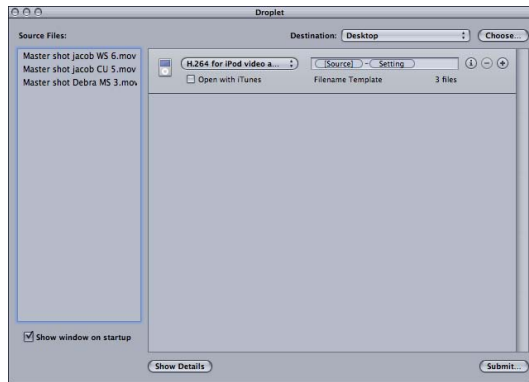 Droplet
Source Files:
Destination: Desktop
Choose...
Master shot jacob WS 6.mov
Master shot jacob CU 5.mov
Master shot Debra MS 3.mov
H.264 for iPod video a...
[Source] - Setting
Open with iTunes
Filename Template
3 files
Show window on startup
Show Details
Submit...